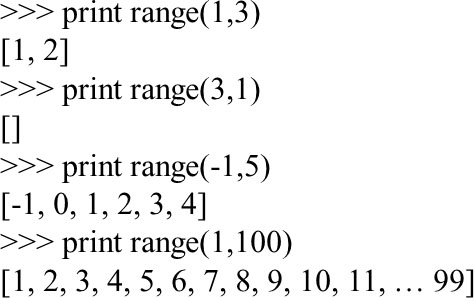 >>> print range(1,3)
[1, 2]
>>> print range(3,1)
[]
>>> print range(-1,5)
[-1, 0, 1, 2, 3, 4]
>>> print range(1,100)
[1, 2, 3, 4, 5, 6, 7, 8, 9, 10, 11, … 99]